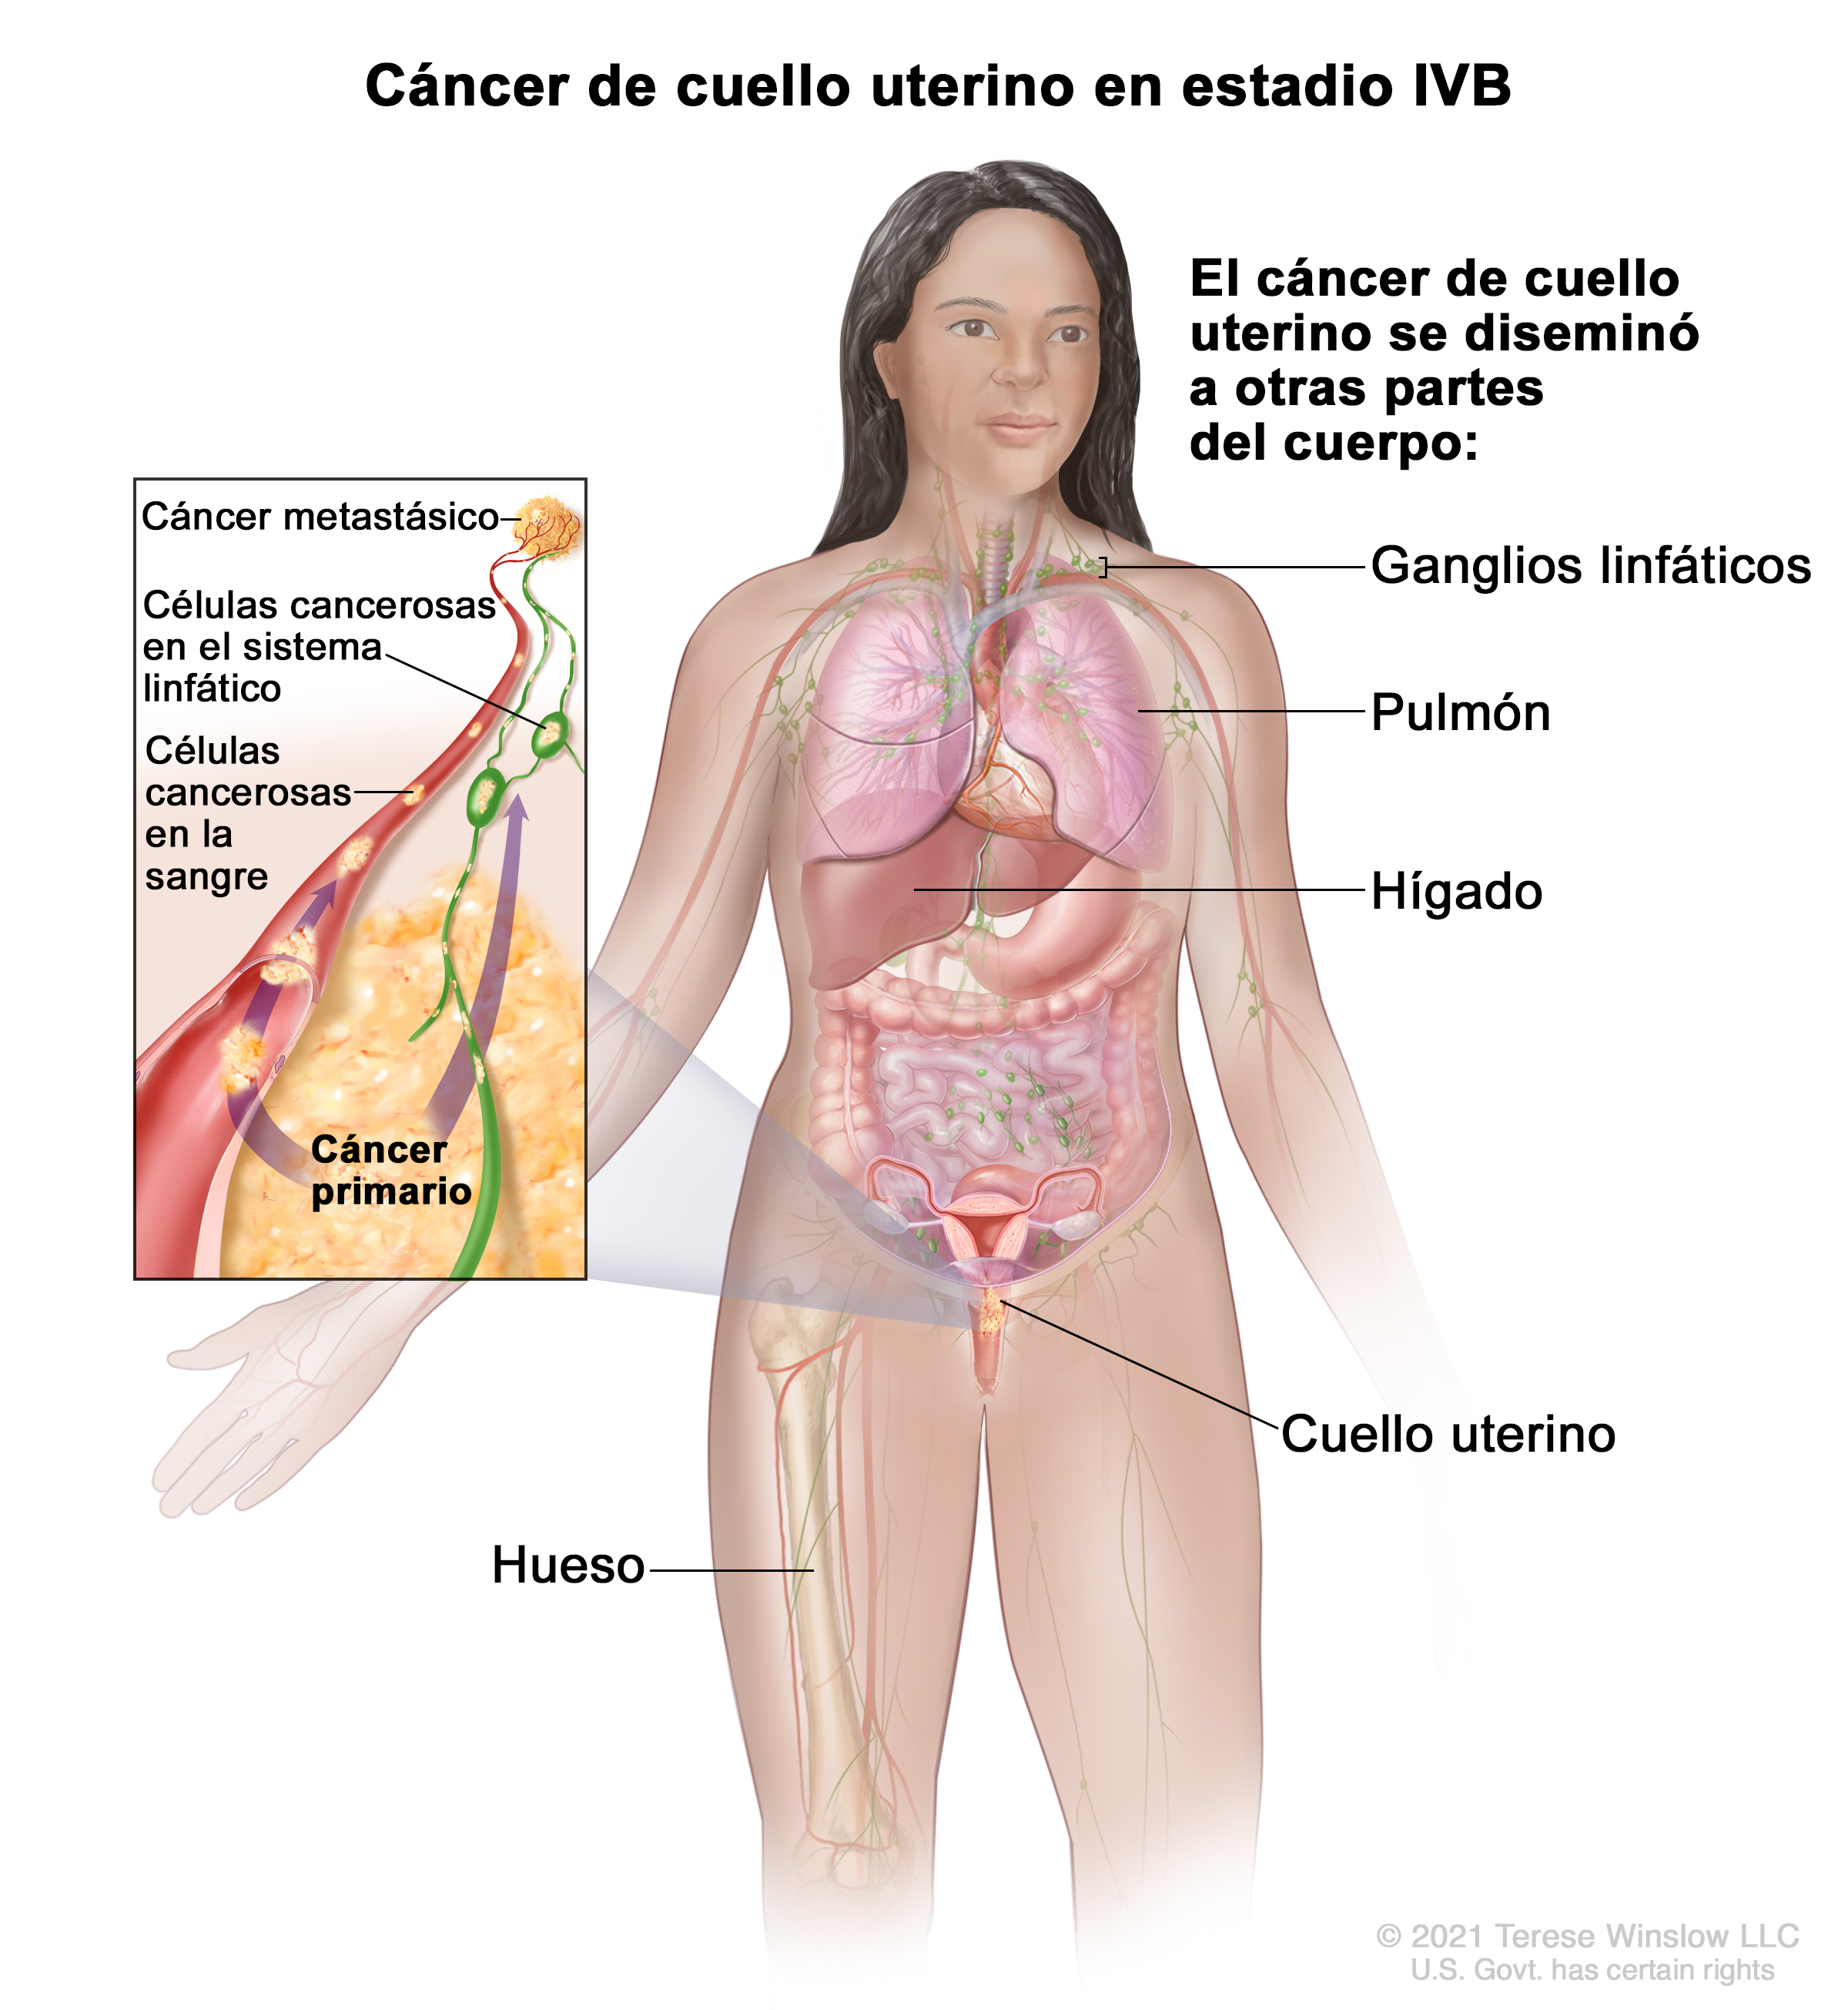 Cáncer de cuello uterino en estadio IVB
El cáncer de cuello
uterino se diseminó
a otras partes
del cuerpo:
Cáncer metastásico
Células cancerosas
en el sistema
linfático
Células
cancerosas
en la
sangre
Cáncer
primario
Ganglios linfáticos
Pulmón
Hígado
Cuello uterino
Hueso
© 2021 Terese Winslow LLC
U.S. Govt. has certain rights